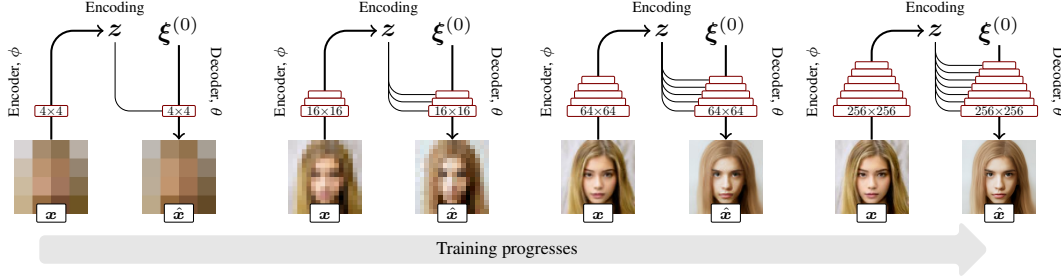 Encoding Encoding Encoding Encoding
z ξ(0) z ξ(0) z ξ(0) z ξ(0)
Encoder, ϕ Decoder, θ Encoder, ϕ Decoder, θ Encoder, ϕ Decoder, θ Encoder, ϕ Decoder, θ
4×4 4×4 16×16 16×16 64×64 64×64 256×256 256×256
x x̂ x x̂ x x̂ x x̂
Training progresses